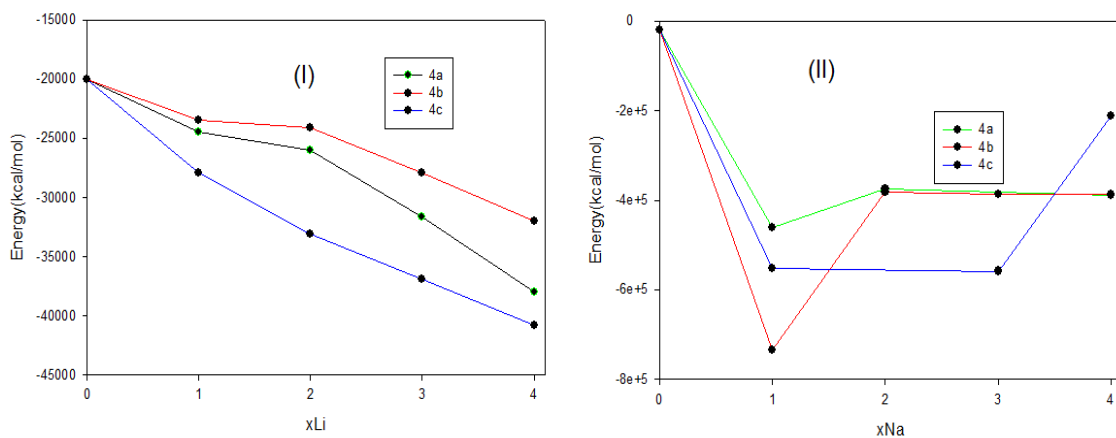 -15000
-20000
-25000
-30000
-35000
-40000
-45000
Energy(kcal/mol)
(I)
4a
4b
4c
0 1 2 3 4
xLi
0
-2e+5
-4e+5
-6e+5
-8e+5
Energy(kcal/mol)
(II)
4a
4b
4c
0 1 2 3 4
xNa